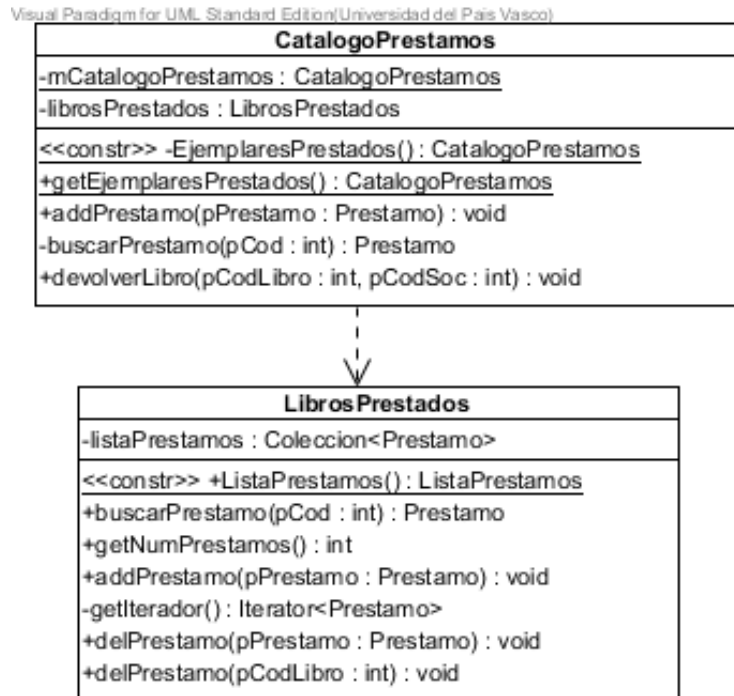 Visual Paradigm for UML Standard Edition(Universidad del Pais Vasco)
CatalogoPrestamos
-mCatalogoPrestamos : CatalogoPrestamos
-librosPrestados : LibrosPrestados
<<constr>> -EjemplaresPrestados() : CatalogoPrestamos
+getEjemplaresPrestados() : CatalogoPrestamos
+addPrestamo(pPrestamo : Prestamo) : void
-buscarPrestamo(pCod : int) : Prestamo
+devolverLibro(pCodLibro : int, pCodSoc : int) : void
LibrosPrestados
-listaPrestamos : Coleccion<Prestamo>
<<constr>> +ListaPrestamos() : ListaPrestamos
+buscarPrestamo(pCod : int) : Prestamo
+getNumPrestamos() : int
+addPrestamo(pPrestamo : Prestamo) : void
-getIterador() : Iterator<Prestamo>
+delPrestamo(pPrestamo : Prestamo) : void
+delPrestamo(pCodLibro : int) : void